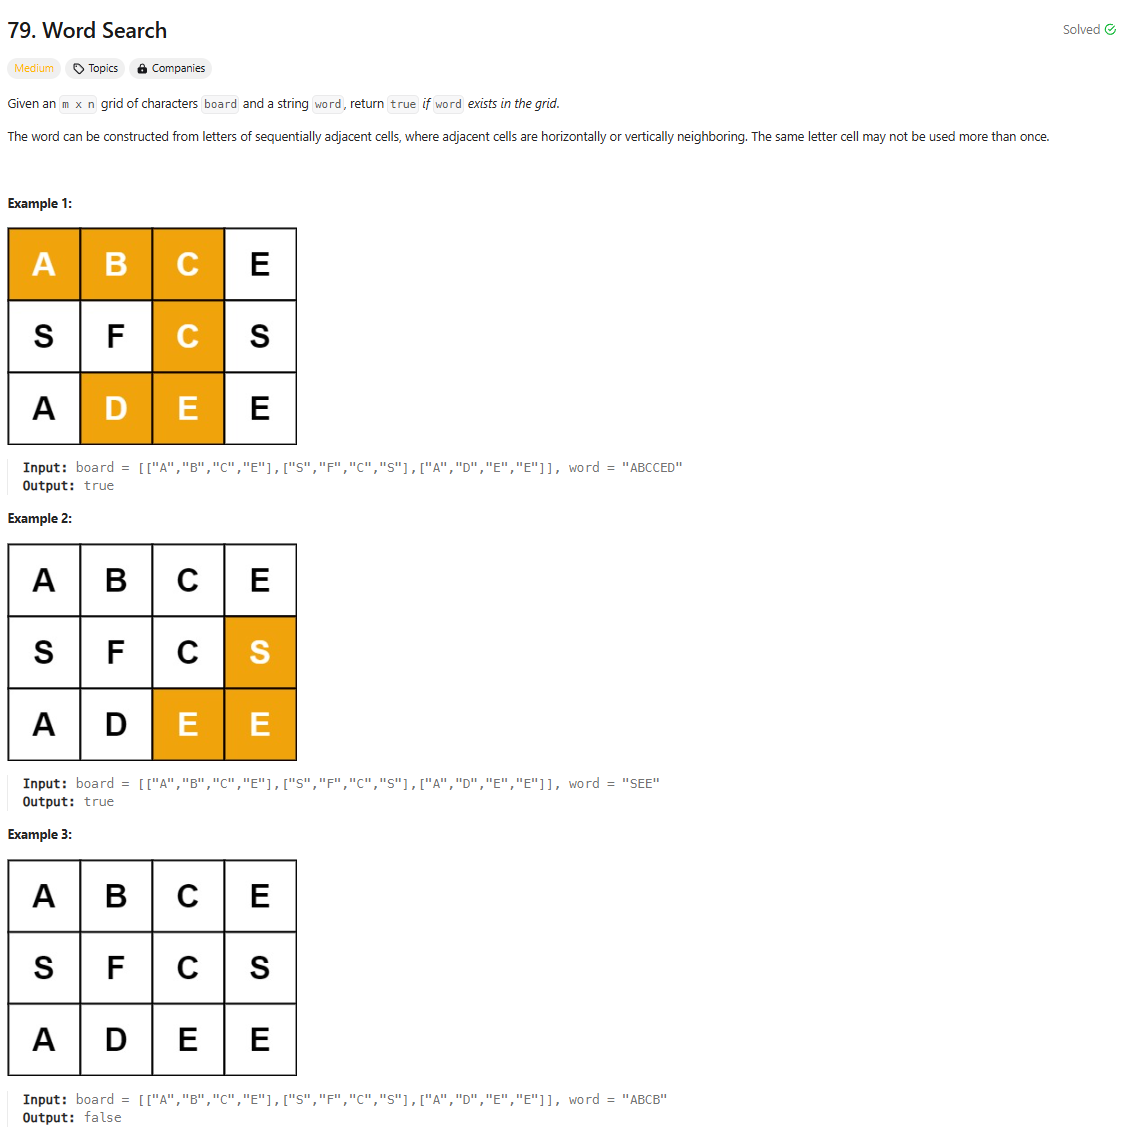 79. Word Search
Solved
Medium Topics Companies
Given an m x n grid of characters board and a string word, return true if word exists in the grid.
The word can be constructed from letters of sequentially adjacent cells, where adjacent cells are horizontally or vertically neighboring. The same letter cell may not be used more than once.
Example 1:
A B C E
S F C S
A D E E
Input: board = [["A","B","C","E"],["S","F","C","S"],["A","D","E","E"]], word = "ABCCED"
Output: true
Example 2:
A B C E
S F C S
A D E E
Input: board = [["A","B","C","E"],["S","F","C","S"],["A","D","E","E"]], word = "SEE"
Output: true
Example 3:
A B C E
S F C S
A D E E
Input: board = [["A","B","C","E"],["S","F","C","S"],["A","D","E","E"]], word = "ABCB"
Output: false